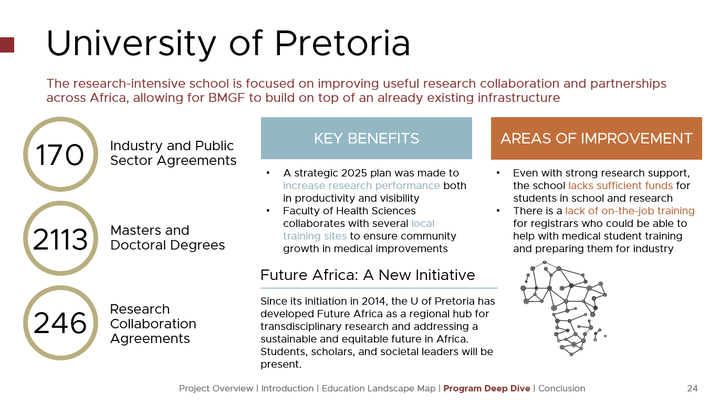 University of Pretoria
The research-intensive school is focused on improving useful research collaboration and partnerships
across Africa, allowing for BMGF to build on top of an already existing infrastructure
170
Industry and Public
Sector Agreements
2113
Masters and
Doctoral Degrees
246
Research
Collaboration
Agreements
KEY BENEFITS
• A strategic 2025 plan was made to
increase research performance both
in productivity and visibility
• Faculty of Health Sciences
collaborates with several local
training sites to ensure community
growth in medical improvements
AREAS OF IMPROVEMENT
• Even with strong research support,
the school lacks sufficient funds for
students in school and research
• There is a lack of on-the-job training
for registrars who could be able to
help with medical student training
and preparing them for industry
Future Africa: A New Initiative
Since its initiation in 2014, the U of Pretoria has
developed Future Africa as a regional hub for
transdisciplinary research and addressing a
sustainable and equitable future in Africa.
Students, scholars, and societal leaders will be
present.
Project Overview | Introduction | Education Landscape Map | Program Deep Dive | Conclusion
24